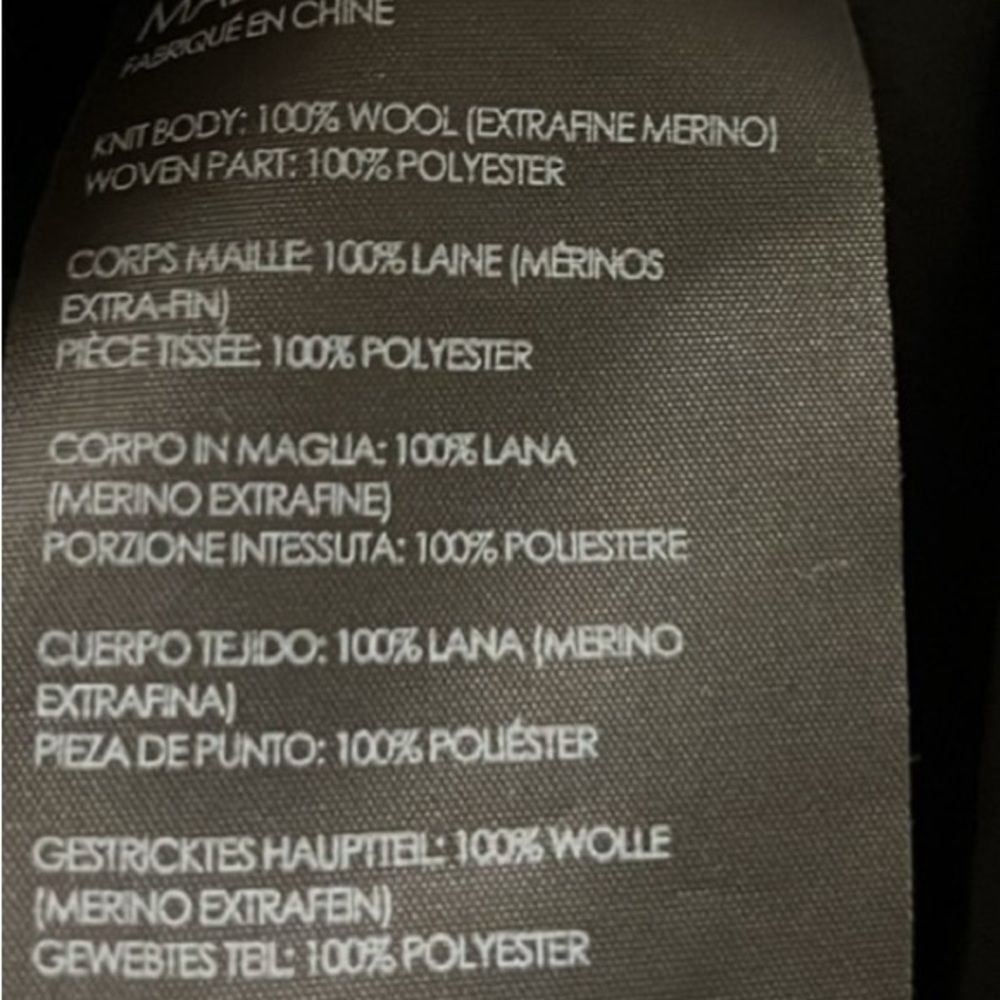 FABRIQUÉ EN CHINE
KNIT BODY: 100% WOOL (EXTRAFINE MERINO)
WOVEN PART: 100% POLYESTER
CORPS MAILLE: 100% LAINE (MÉRINOS
EXTRA-FIN)
PIÈCE TISSÉE: 100% POLYESTER
CORPO IN MAGLIA: 100% LANA
(MERINO EXTRAFINE)
PORZIONE INTESSUTA: 100% POLIESTERE
CUERPO TEJIDO: 100% LANA (MERINO
EXTRAFINA)
PIEZA DE PUNTO: 100% POLIÉSTER
GESTRICKTES HAUPTTEIL: 100% WOLLE
(MERINO EXTRAFEIN)
GEWEBTES TEIL: 100% POLYESTER